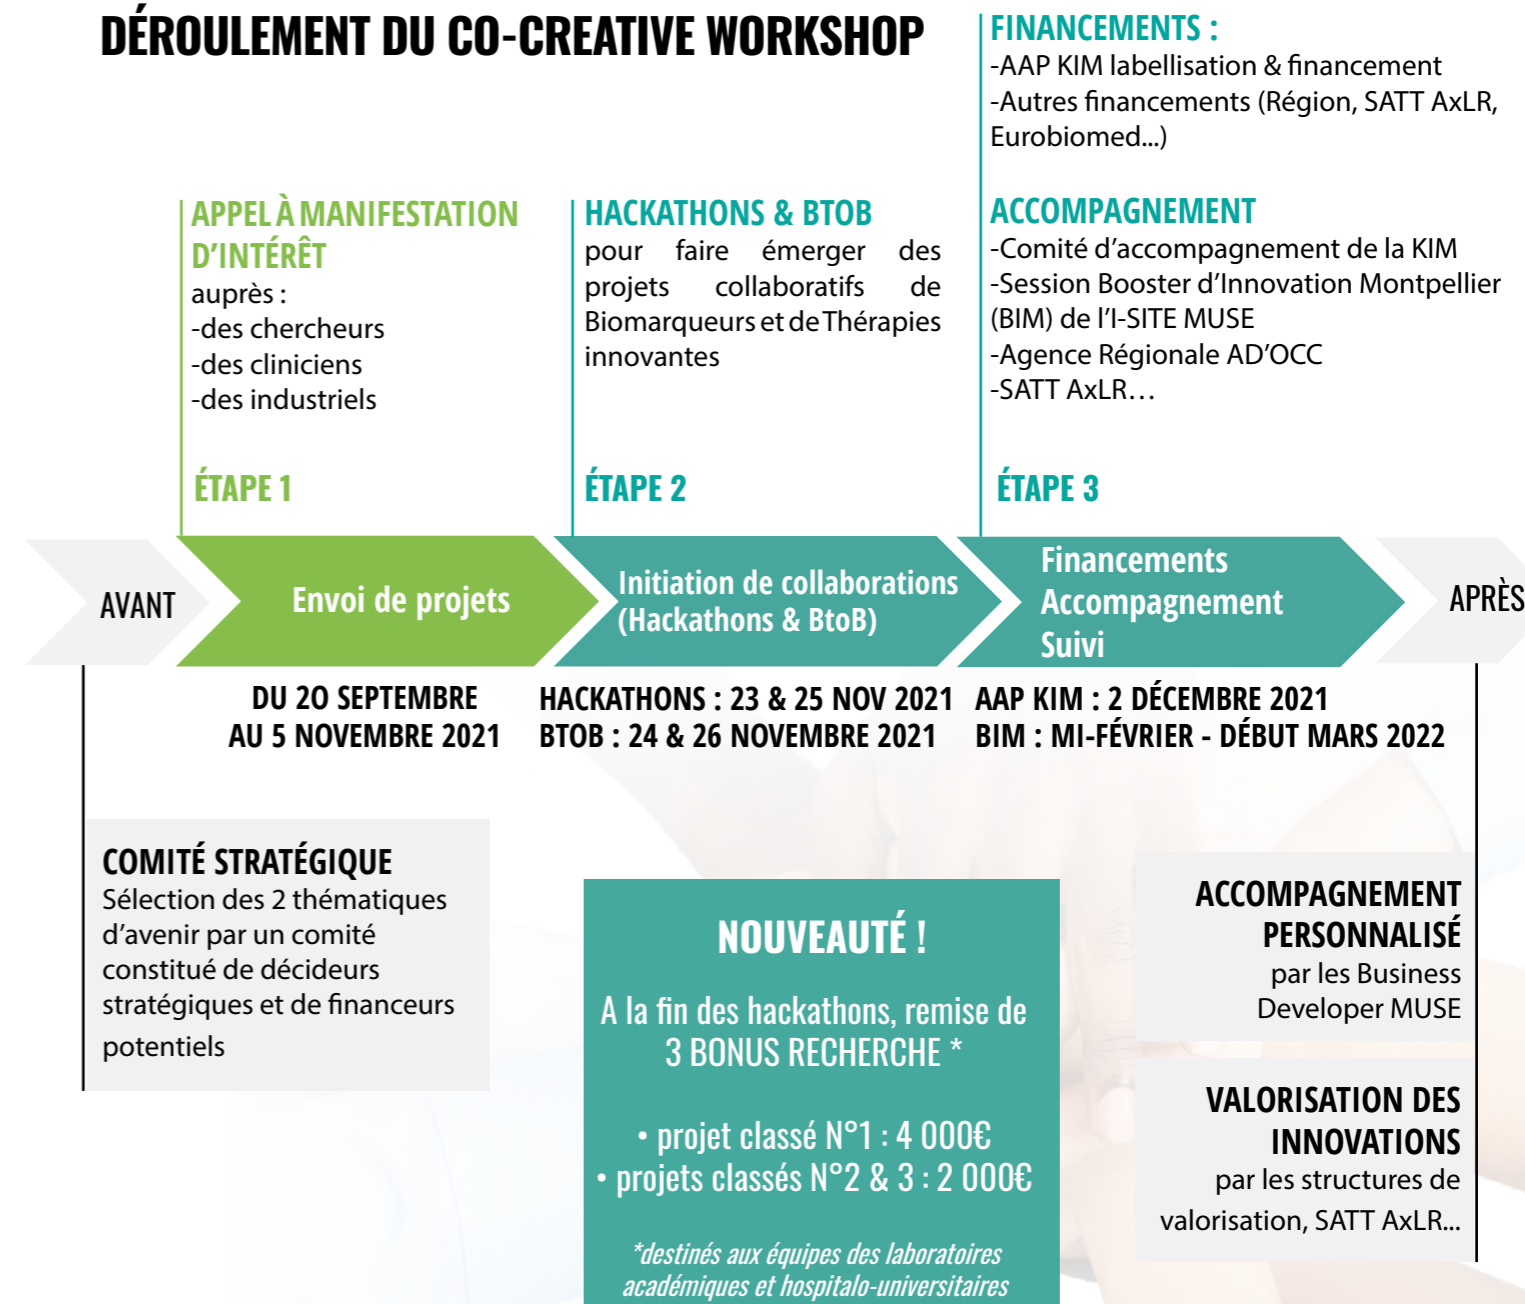 DÉROULEMENT DU CO-CREATIVE WORKSHOP
FINANCEMENTS :
-AAP KIM labellisation & financement
-Autres financements (Région, SATT AxLR,
Eurobiomed...)
APPEL À MANIFESTATION
D'INTÉRÊT
auprès :
-des chercheurs
-des cliniciens
-des industriels
ÉTAPE 1
HACKATHONS & BTOB
pour faire émerger des
projets collaboratifs de
Biomarqueurs et de Thérapies
innovantes
ÉTAPE 2
ACCOMPAGNEMENT
-Comité d'accompagnement de la KIM
-Session Booster d'Innovation Montpellier
(BIM) de l'I-SITE MUSE
-Agence Régionale AD'OCC
-SATT AxLR…
ÉTAPE 3
AVANT
Envoi de projets
Initiation de collaborations
(Hackathons & BtoB)
Financements
Accompagnement
Suivi
APRÈS
DU 20 SEPTEMBRE
AU 5 NOVEMBRE 2021
HACKATHONS : 23 & 25 NOV 2021
BTOB : 24 & 26 NOVEMBRE 2021
AAP KIM : 2 DÉCEMBRE 2021
BIM : MI-FÉVRIER - DÉBUT MARS 2022
COMITÉ STRATÉGIQUE
Sélection des 2 thématiques
d'avenir par un comité
constitué de décideurs
stratégiques et de financeurs
potentiels
NOUVEAUTÉ !
A la fin des hackathons, remise de
3 BONUS RECHERCHE *
• projet classé N°1 : 4 000€
• projets classés N°2 & 3 : 2 000€
*destinés aux équipes des laboratoires
académiques et hospitalo-universitaires
ACCOMPAGNEMENT
PERSONNALISÉ
par les Business
Developer MUSE
VALORISATION DES
INNOVATIONS
par les structures de
valorisation, SATT AxLR...